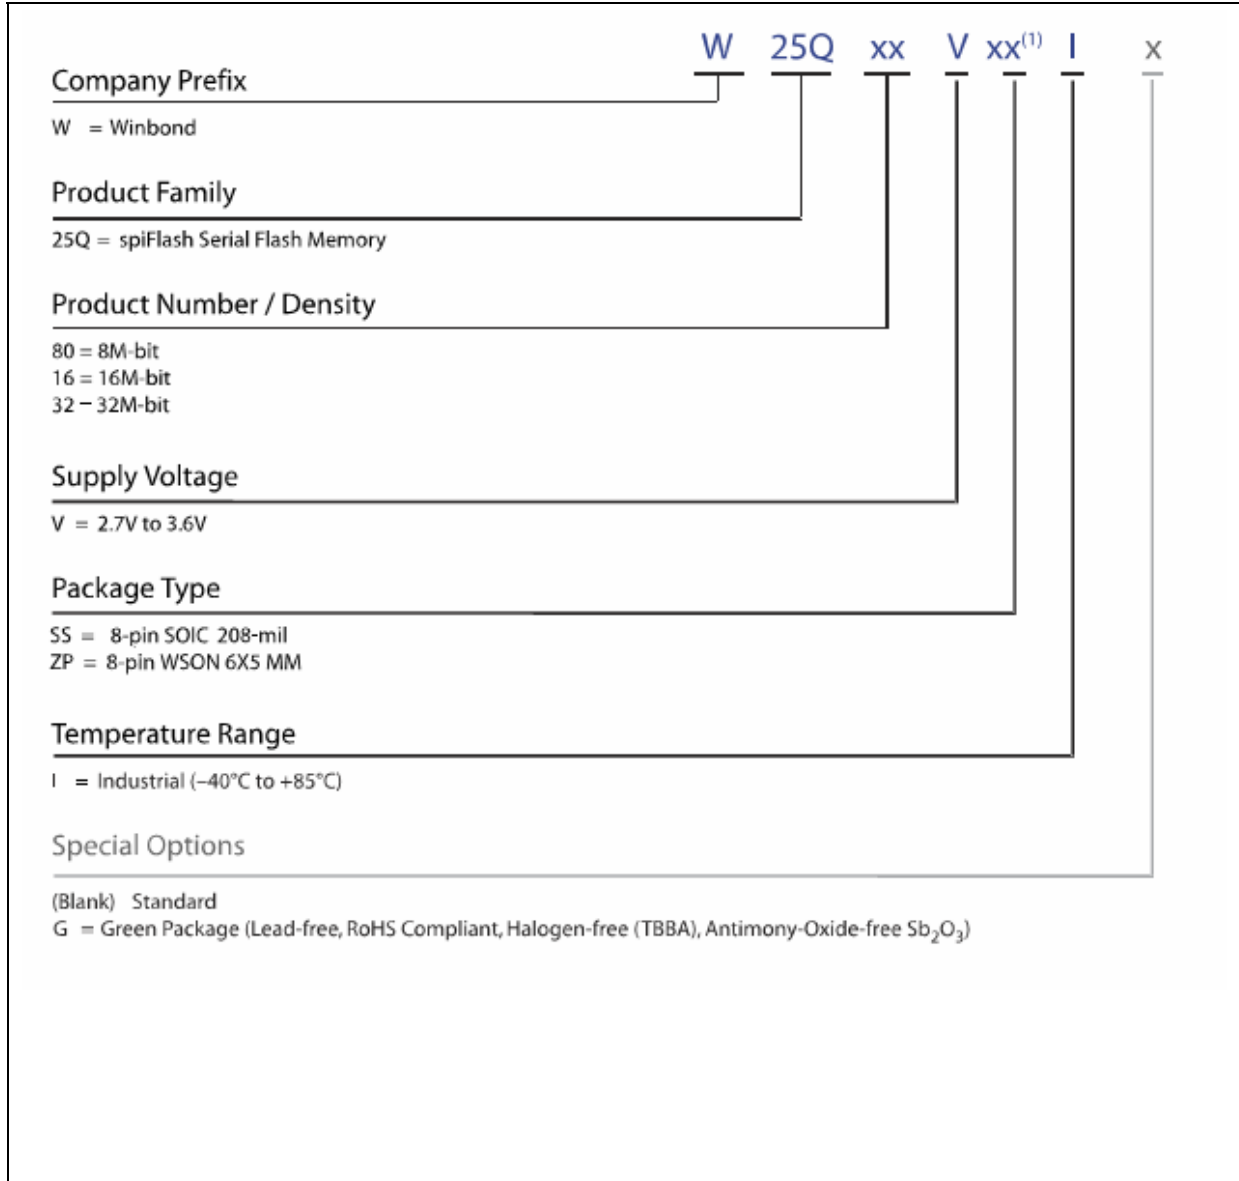 W 25Q xx V xx(1) I x
Company Prefix
W = Winbond
Product Family
25Q = spiFlash Serial Flash Memory
Product Number / Density
80 = 8M-bit
16 = 16M-bit
32 – 32M-bit
Supply Voltage
V = 2.7V to 3.6V
Package Type
SS = 8-pin SOIC 208-mil
ZP = 8-pin WSON 6X5 MM
Temperature Range
I = Industrial (–40°C to +85°C)
Special Options
(Blank) Standard
G = Green Package (Lead-free, RoHS Compliant, Halogen-free (TBBA), Antimony-Oxide-free Sb₂O₃)